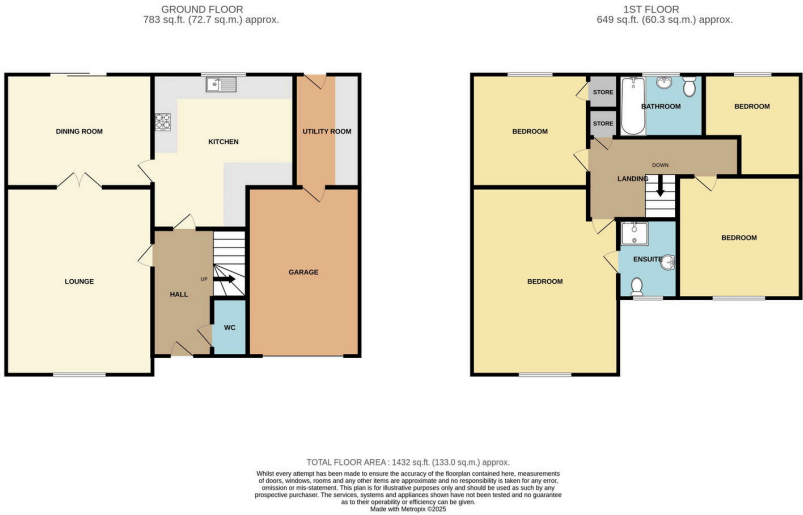 GROUND FLOOR
783 sq.ft. (72.7 sq.m.) approx.
1ST FLOOR
649 sq.ft. (60.3 sq.m.) approx.
DINING ROOM
KITCHEN
UTILITY ROOM
LOUNGE
HALL
UP
WC
GARAGE
BEDROOM
STORE
STORE
BATHROOM
BEDROOM
LANDING
DOWN
BEDROOM
ENSUITE
BEDROOM
TOTAL FLOOR AREA : 1432 sq.ft. (133.0 sq.m.) approx.
Whilst every attempt has been made to ensure the accuracy of the floorplan contained here, measurements
of doors, windows, rooms and any other items are approximate and no responsibility is taken for any error,
omission or mis-statement. This plan is for illustrative purposes only and should be used as such by any
prospective purchaser. The services, systems and appliances shown have not been tested and no guarantee
as to their operability or efficiency can be given.
Made with Metropix ©2025